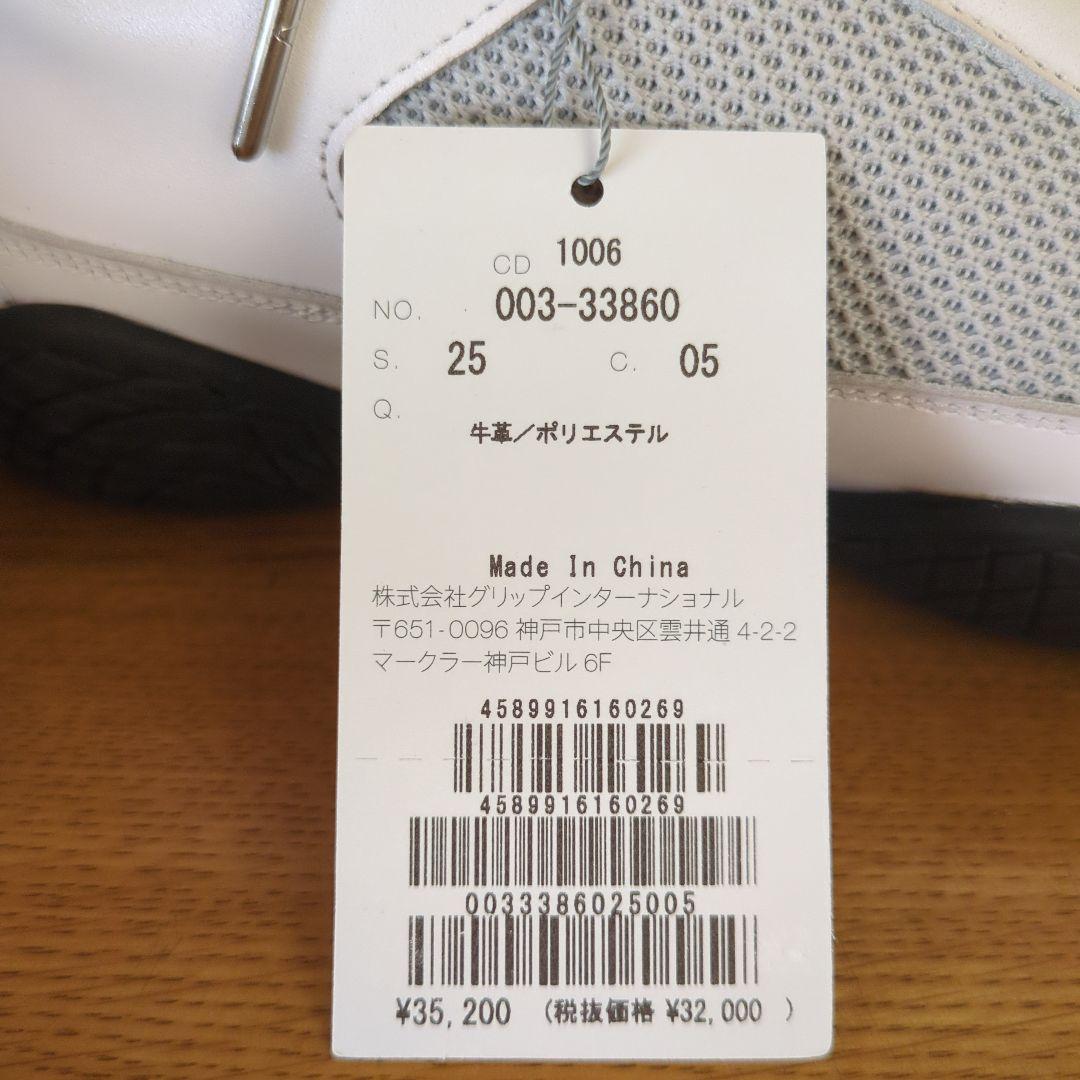 CD 1006
NO. 003-33860
S. 25 C. 05
Q.
牛革/ポリエステル
Made In China
株式会社グリップインターナショナル
〒651-0096 神戸市中央区雲井通 4-2-2
マークラー神戸ビル 6F
4589916160269
4589916160269
0033386025005
¥35,200 (税抜価格 ¥32,000 )